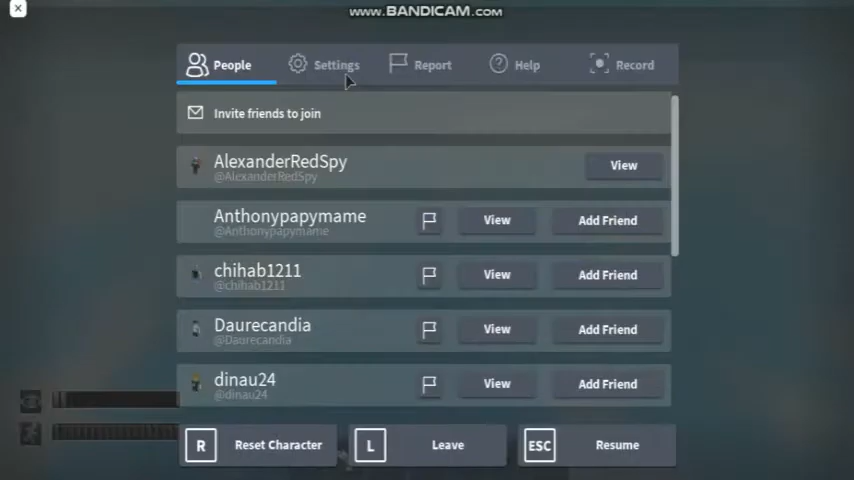 www.BANDICAM.com
People Settings Report Help Record
Invite friends to join
AlexanderRedSpy View
@AlexanderRedSpy
Anthonypapymame View Add Friend
@Anthonypapymame
chihab1211 View Add Friend
@chihab1211
Daurecandia View Add Friend
@Daurecandia
dinau24 View Add Friend
@dinau24
R Reset Character L Leave ESC Resume